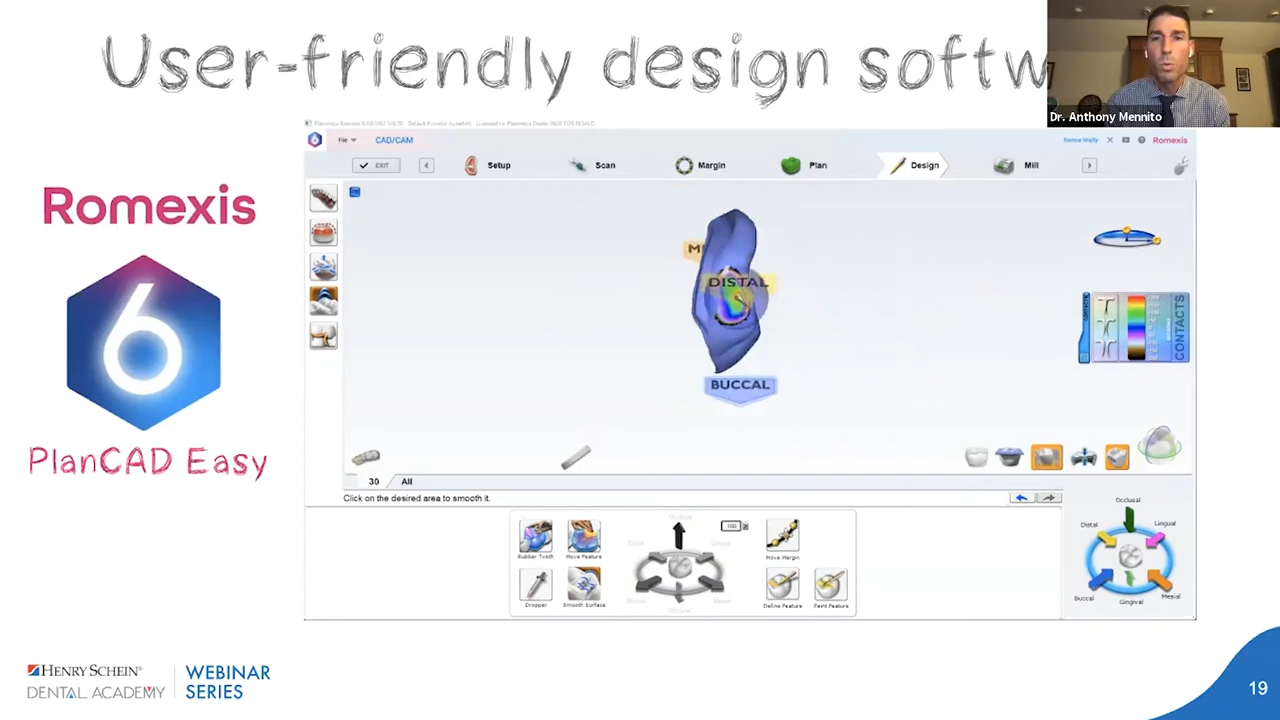 User-friendly design softw
Dr. Anthony Mennito
File
CAD/CAM
Romexis
EXIT
Setup
Scan
Margin
Plan
Design
Mill
Romexis
6
PlanCAD Easy
DISTAL
BUCCAL
CONTACTS
30
All
Click on the desired area to smooth it.
Rubber Tooth
Move Feature
100
Move Margin
Dropper
Smooth Surface
Define Feature
Paint Feature
Occlusal
Distal
Lingual
Buccal
Mesial
Gingival
HENRY SCHEIN®
DENTAL ACADEMY
WEBINAR
SERIES
19